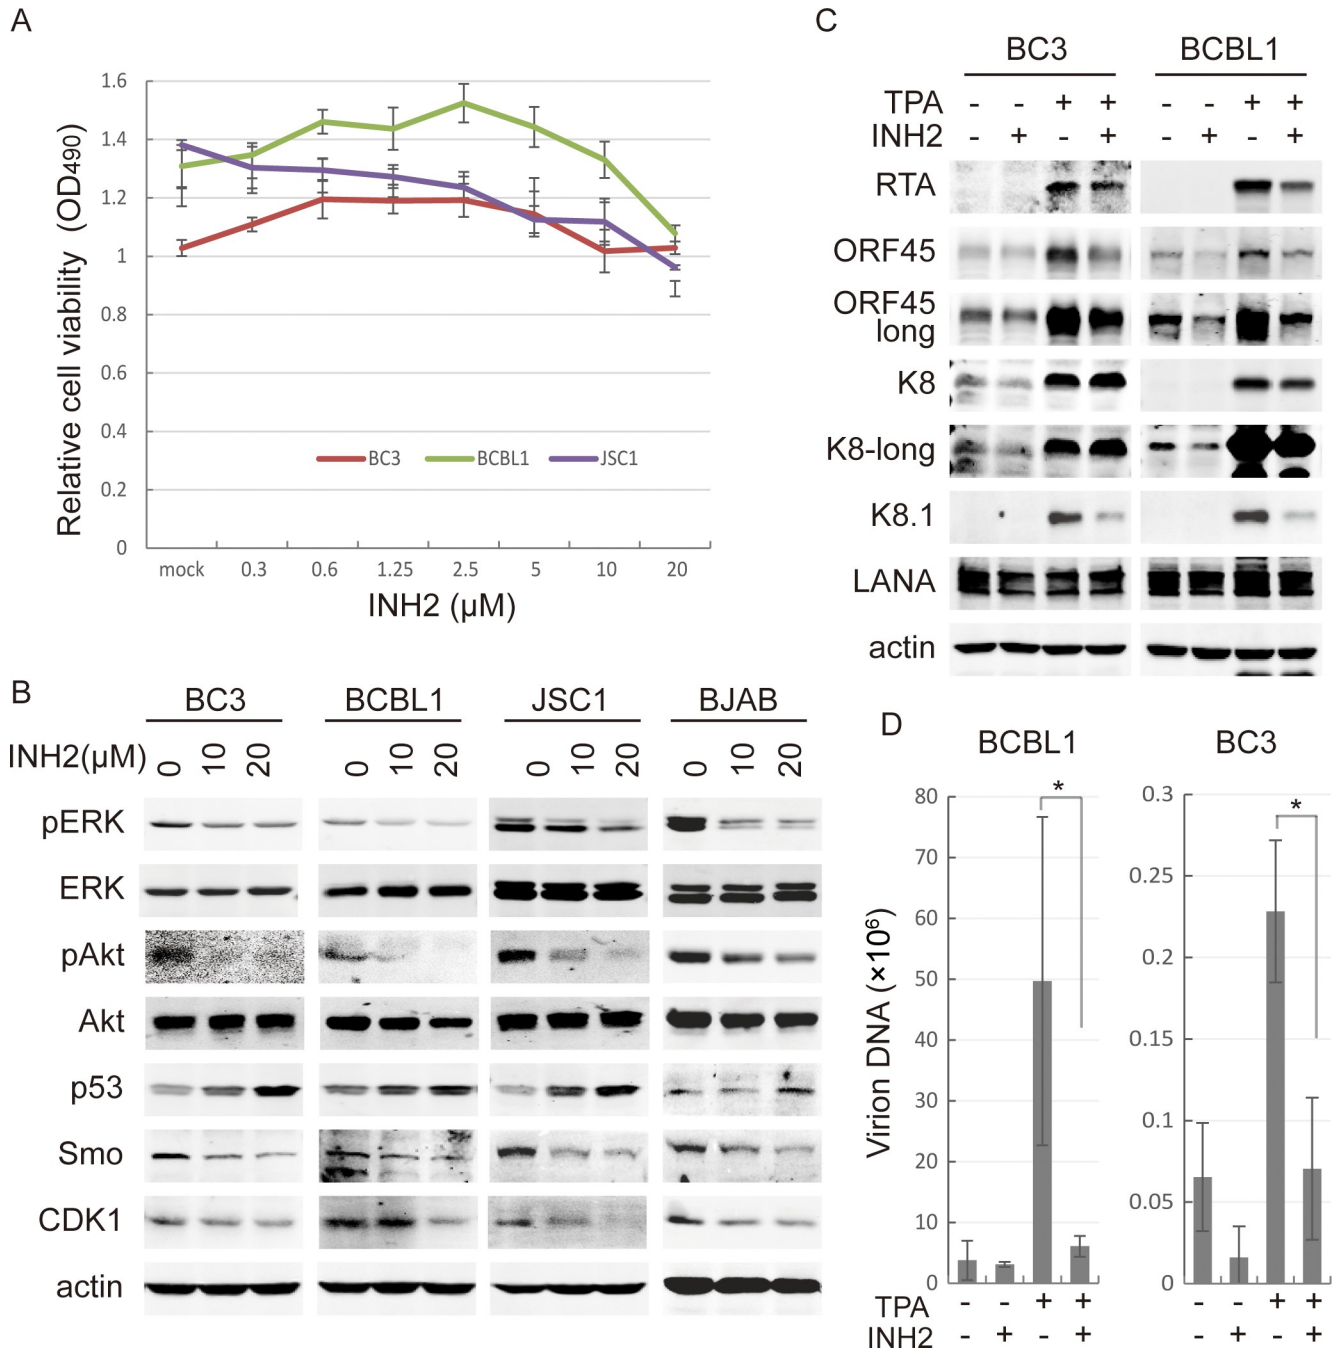 A
Relative cell viability (OD490)
1.6
1.4
1.2
1
0.8
0.6
0.4
0.2
0
BC3 BCBL1 JSC1
mock 0.3 0.6 1.25 2.5 5 10 20
INH2 (µM)
B
BC3 BCBL1 JSC1 BJAB
INH2(µM) 0 10 20 0 10 20 0 10 20 0 10 20
pERK
ERK
pAkt
Akt
p53
Smo
CDK1
actin
C
BC3 BCBL1
TPA - - + + - - + +
INH2 - + - + - + - +
RTA
ORF45
ORF45
long
K8
K8-long
K8.1
LANA
actin
D
BCBL1
Virion DNA (×10⁶)
80
70
60
50
40
30
20
10
0
*
BC3
0.3
0.25
0.2
0.15
0.1
0.05
0
*
TPA - - + + - - + +
INH2 - + - + - + - +